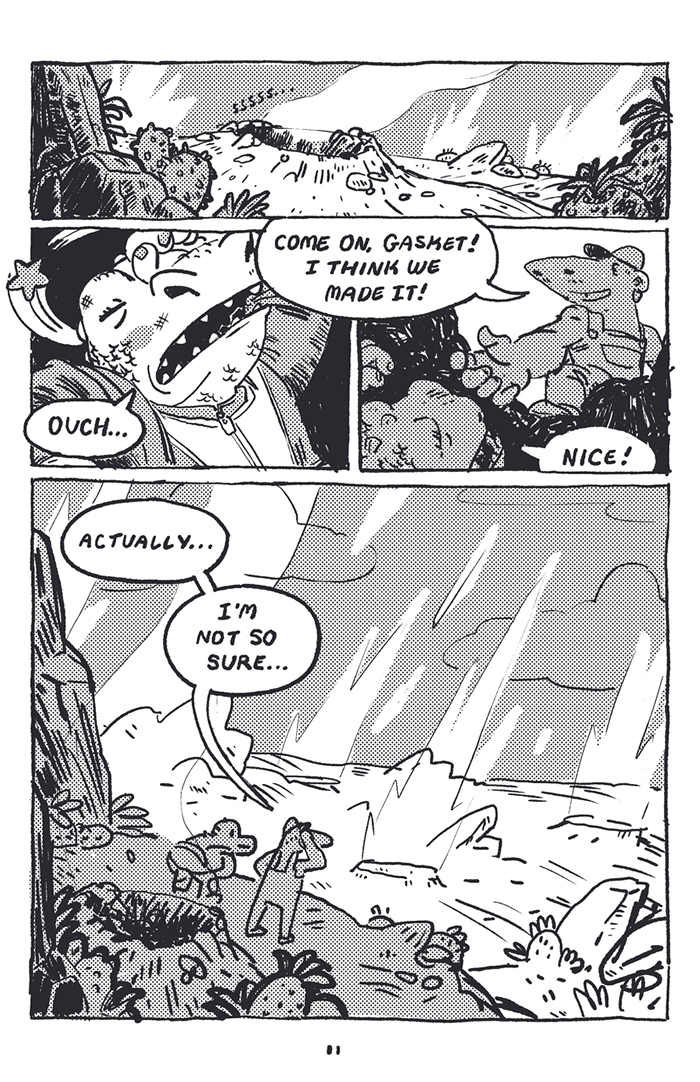 SSSSS...
COME ON, GASKET!
I THINK WE
MADE IT!
OUCH...
NICE!
ACTUALLY...
I'M
NOT SO
SURE...
11